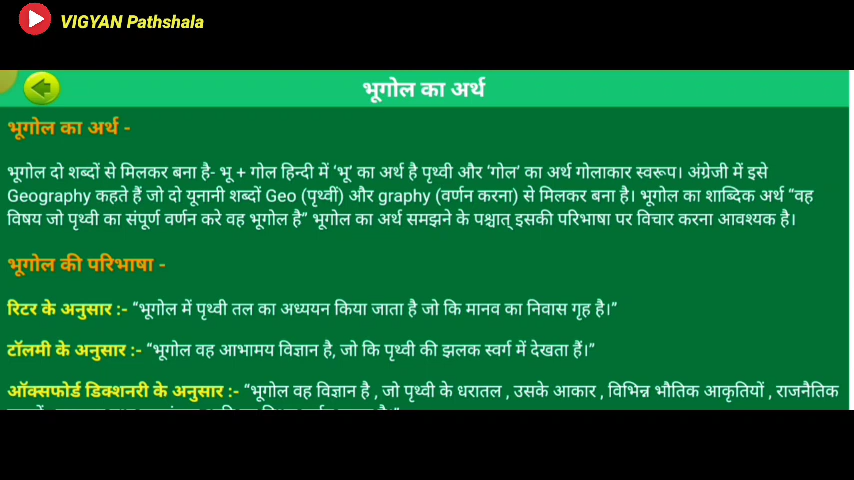 VIGYAN Pathshala
भूगोल का अर्थ
भूगोल का अर्थ -
भूगोल दो शब्दों से मिलकर बना है- भू + गोल हिन्दी में ‘भू’ का अर्थ है पृथ्वी और ‘गोल’ का अर्थ गोलाकार स्वरूप। अंग्रेजी में इसे
Geography कहते हैं जो दो यूनानी शब्दों Geo (पृथ्वीं) और graphy (वर्णन करना) से मिलकर बना है। भूगोल का शाब्दिक अर्थ “वह
विषय जो पृथ्वी का संपूर्ण वर्णन करे वह भूगोल है” भूगोल का अर्थ समझने के पश्चात् इसकी परिभाषा पर विचार करना आवश्यक है।
भूगोल की परिभाषा -
रिटर के अनुसार :- “भूगोल में पृथ्वी तल का अध्ययन किया जाता है जो कि मानव का निवास गृह है।”
टॉलमी के अनुसार :- “भूगोल वह आभामय विज्ञान है, जो कि पृथ्वी की झलक स्वर्ग में देखता हैं।”
ऑक्सफोर्ड डिक्शनरी के अनुसार :- “भूगोल वह विज्ञान है , जो पृथ्वी के धरातल , उसके आकार , विभिन्न भौतिक आकृतियों , राजनैतिक